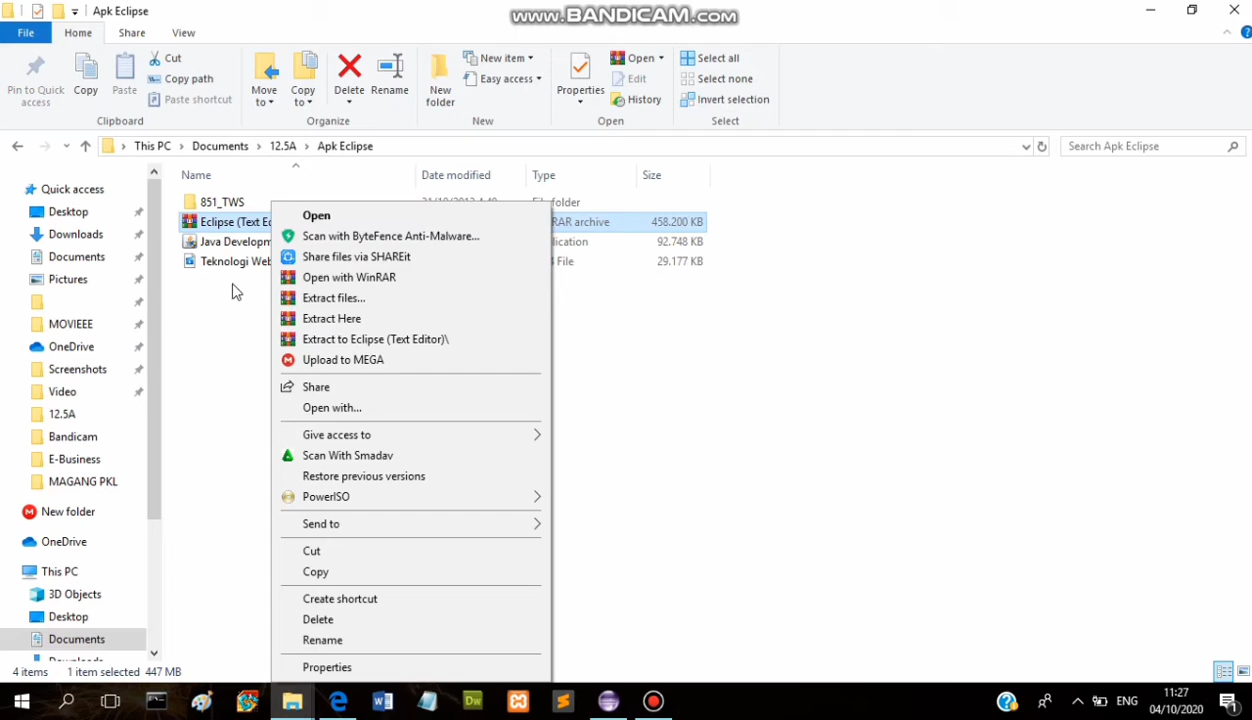 Apk Eclipse
www.BANDICAM.com
File
Home
Share
View
Pin to Quick access
Copy
Paste
Cut
Copy path
Paste shortcut
Clipboard
Move to
Copy to
Delete
Rename
Organize
New folder
New item
Easy access
New
Properties
Open
Edit
History
Open
Select all
Select none
Invert selection
Select
This PC
Documents
12.5A
Apk Eclipse
Search Apk Eclipse
Name
Date modified
Type
Size
851_TWS
folder
Eclipse (Text Ed
RAR archive
458.200 KB
Java Developm
92.748 KB
Teknologi Web
File
29.177 KB
Quick access
Desktop
Downloads
Documents
Pictures
MOVIEEE
OneDrive
Screenshots
Video
12.5A
Bandicam
E-Business
MAGANG PKL
New folder
OneDrive
This PC
3D Objects
Desktop
Documents
Open
Scan with ByteFence Anti-Malware...
Share files via SHAREit
Open with WinRAR
Extract files...
Extract Here
Extract to Eclipse (Text Editor)\
Upload to MEGA
Share
Open with...
Give access to
Scan With Smadav
Restore previous versions
PowerISO
Send to
Cut
Copy
Create shortcut
Delete
Rename
Properties
4 items
1 item selected 447 MB
ENG
11:27
04/10/2020